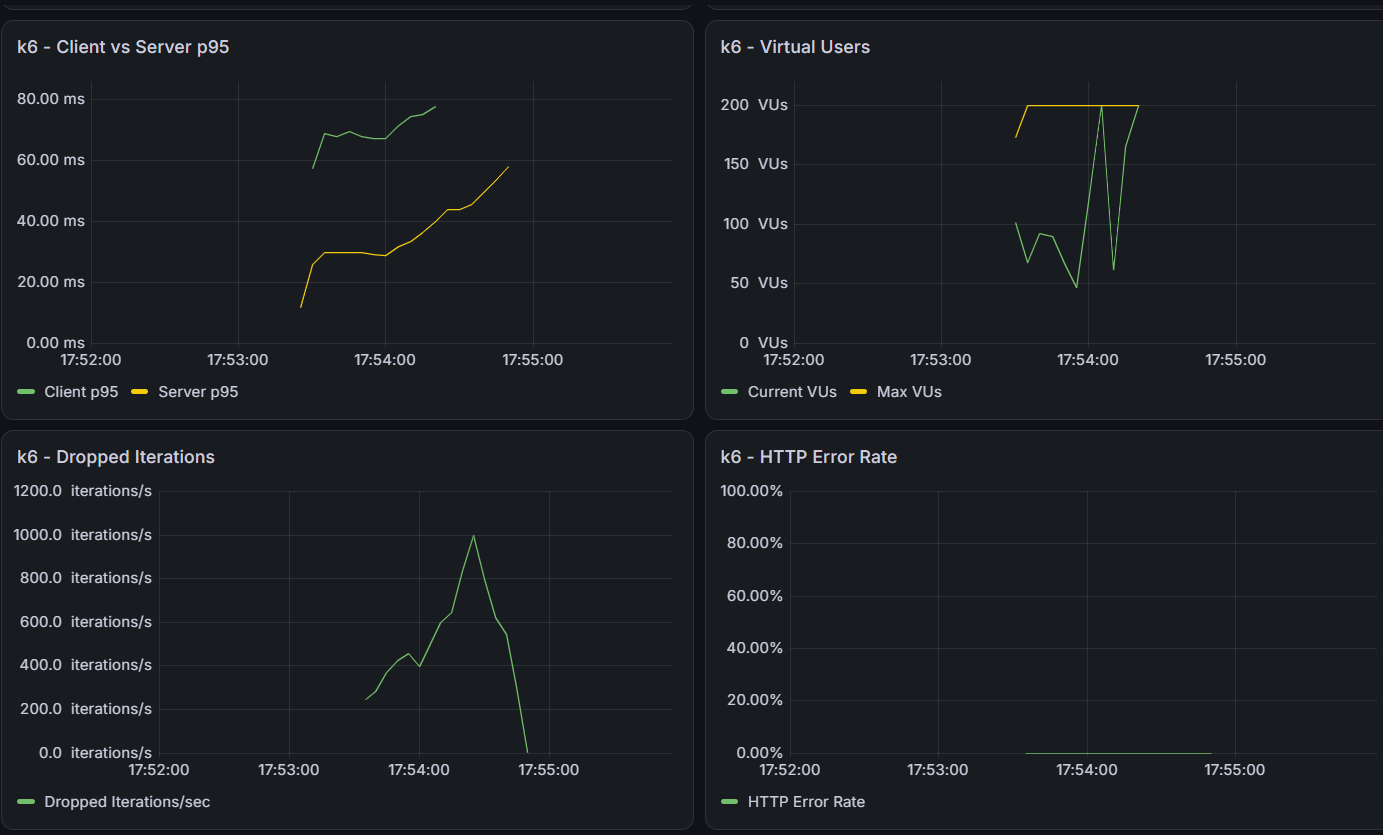 k6 - Client vs Server p95
80.00 ms
60.00 ms
40.00 ms
20.00 ms
0.00 ms
17:52:00 17:53:00 17:54:00 17:55:00
Client p95 Server p95
k6 - Virtual Users
200 VUs
150 VUs
100 VUs
50 VUs
0 VUs
17:52:00 17:53:00 17:54:00 17:55:00
Current VUs Max VUs
k6 - Dropped Iterations
1200.0 iterations/s
1000.0 iterations/s
800.0 iterations/s
600.0 iterations/s
400.0 iterations/s
200.0 iterations/s
0.0 iterations/s
17:52:00 17:53:00 17:54:00 17:55:00
Dropped Iterations/sec
k6 - HTTP Error Rate
100.00%
80.00%
60.00%
40.00%
20.00%
0.00%
17:52:00 17:53:00 17:54:00 17:55:00
HTTP Error Rate